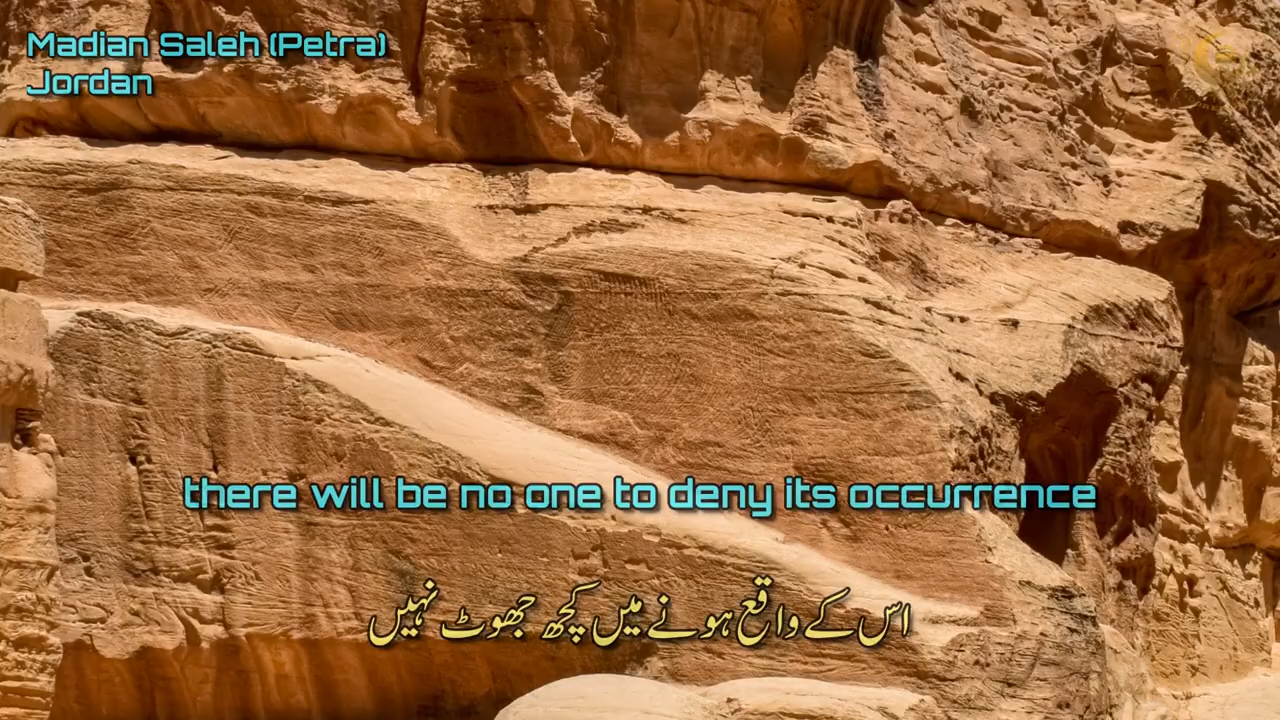 Madian Saleh (Petra)
Jordan
there will be no one to deny its occurrence
اس کے واقع ہونے میں کچھ جھوٹ نہیں